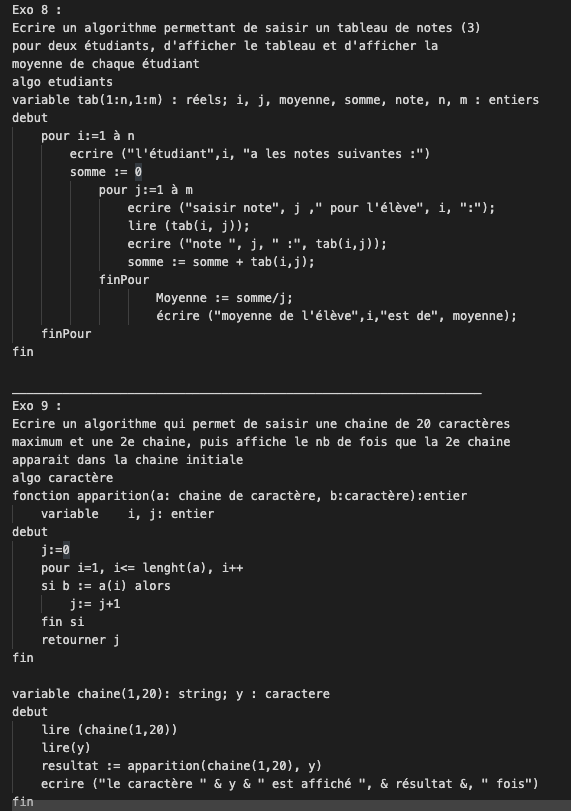 Exo 8 :
Ecrire un algorithme permettant de saisir un tableau de notes (3)
pour deux étudiants, d'afficher le tableau et d'afficher la
moyenne de chaque étudiant
algo etudiants
variable tab(1:n,1:m) : réels; i, j, moyenne, somme, note, n, m : entiers
debut
    pour i:=1 à n
        ecrire ("l'étudiant",i, "a les notes suivantes :")
        somme := 0
            pour j:=1 à m
                ecrire ("saisir note", j ," pour l'élève", i, ":");
                lire (tab(i, j));
                ecrire ("note ", j, " :", tab(i,j));
                somme := somme + tab(i,j);
            finPour
                    Moyenne := somme/j;
                    écrire ("moyenne de l'élève",i,"est de", moyenne);
    finPour
fin
_________________________________________________________________
Exo 9 :
Ecrire un algorithme qui permet de saisir une chaine de 20 caractères
maximum et une 2e chaine, puis affiche le nb de fois que la 2e chaine
apparait dans la chaine initiale
algo caractère
fonction apparition(a: chaine de caractère, b:caractère):entier
    variable    i, j: entier
debut
    j:=0
    pour i=1, i<= lenght(a), i++
    si b := a(i) alors
        j:= j+1
    fin si
    retourner j
fin
variable chaine(1,20): string; y : caractere
debut
    lire (chaine(1,20))
    lire(y)
    resultat := apparition(chaine(1,20), y)
    ecrire ("le caractère " & y & " est affiché ", & résultat &, " fois")
fin